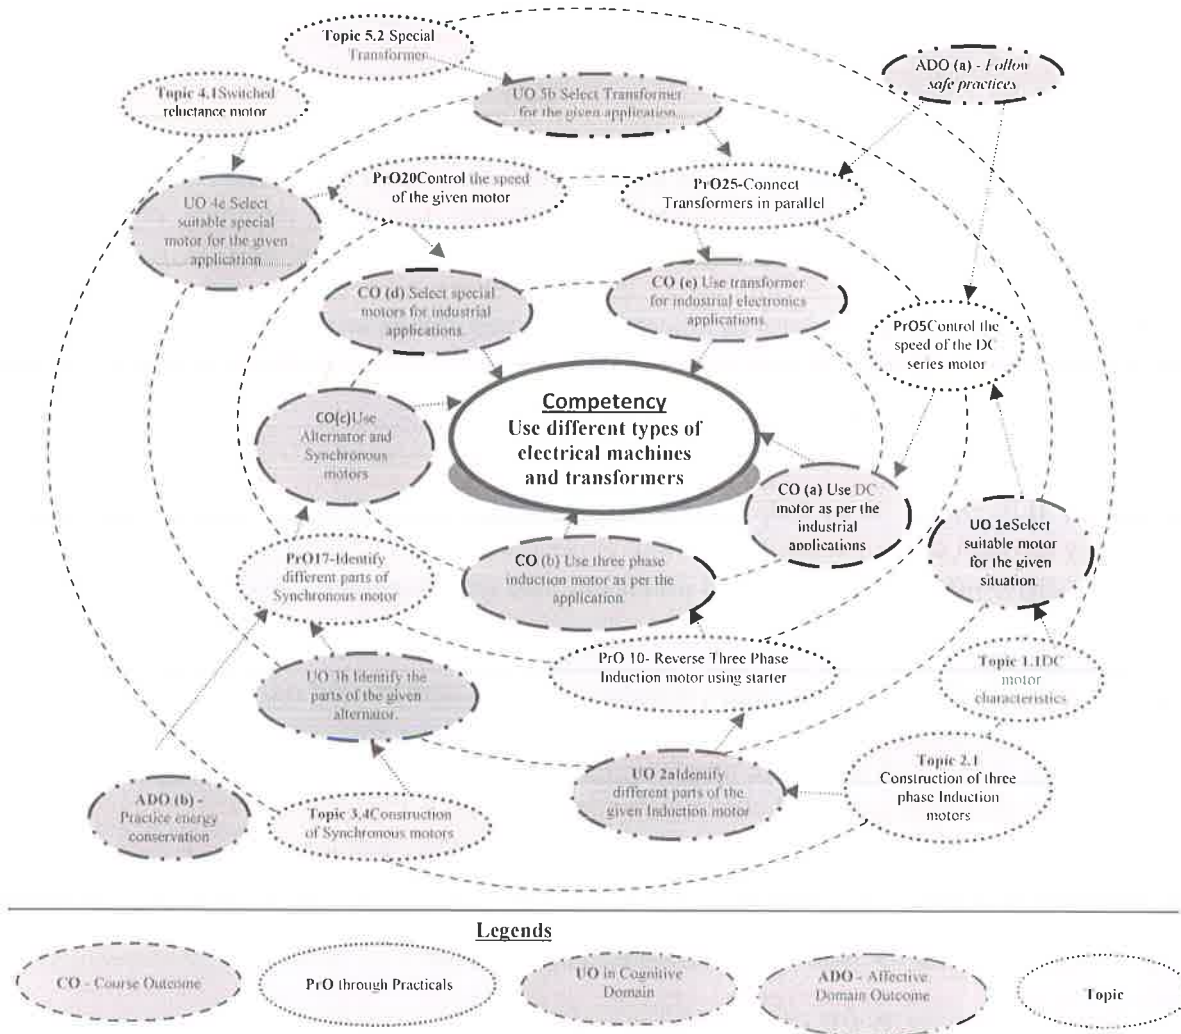 Topic 5.2 Special
Transformer
ADO (a) - Follow
safe practices
Topic 4.1Switched
reluctance motor
UO 5b Select Transformer
for the given application
PrO20Control the speed
of the given motor
PrO25-Connect
Transformers in parallel
UO 4e Select
suitable special
motor for the given
application
CO (d) Select special
motors for industrial
applications
CO (e) Use transformer
for industrial electronics
applications
PrO5Control the
speed of the DC
series motor
Competency
Use different types of
electrical machines
and transformers
CO(c)Use
Alternator and
Synchronous
motors
CO (a) Use DC
motor as per the
industrial
applications
UO 1eSelect
suitable motor
for the given
situation
PrO17-Identify
different parts of
Synchronous motor
CO (b) Use three phase
induction motor as per the
application
PrO 10- Reverse Three Phase
Induction motor using starter
Topic 1.1DC
motor
characteristics
UO 3b Identify the
parts of the given
alternator.
UO 2aIdentify
different parts of the
given Induction motor
Topic 2.1
Construction of three
phase Induction
motors
ADO (b) -
Practice energy
conservation
Topic 3.4Construction
of Synchronous motors
Legends
CO - Course Outcome
PrO through Practicals
UO in Cognitive
Domain
ADO - Affective
Domain Outcome
Topic